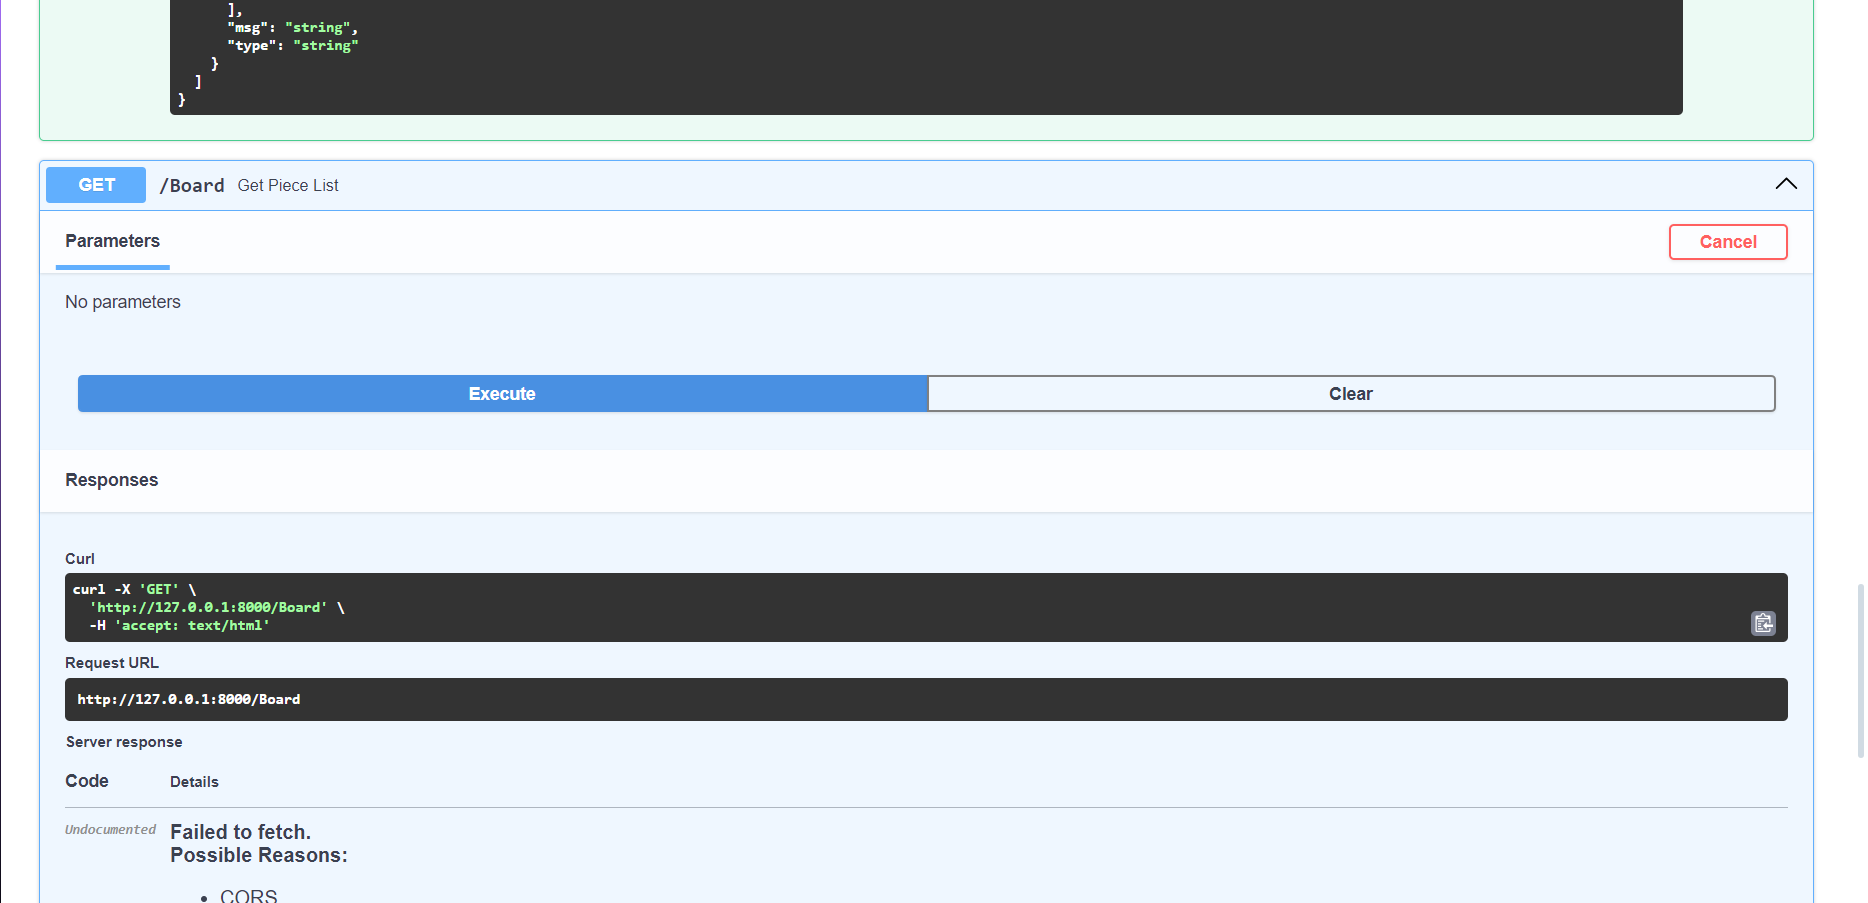 ],
"msg": "string",
"type": "string"
}
]
}
GET /Board Get Piece List
Parameters
Cancel
No parameters
Execute
Clear
Responses
Curl
curl -X 'GET' \
'http://127.0.0.1:8000/Board' \
-H 'accept: text/html'
Request URL
http://127.0.0.1:8000/Board
Server response
Code Details
Undocumented Failed to fetch.
Possible Reasons:
• CORS